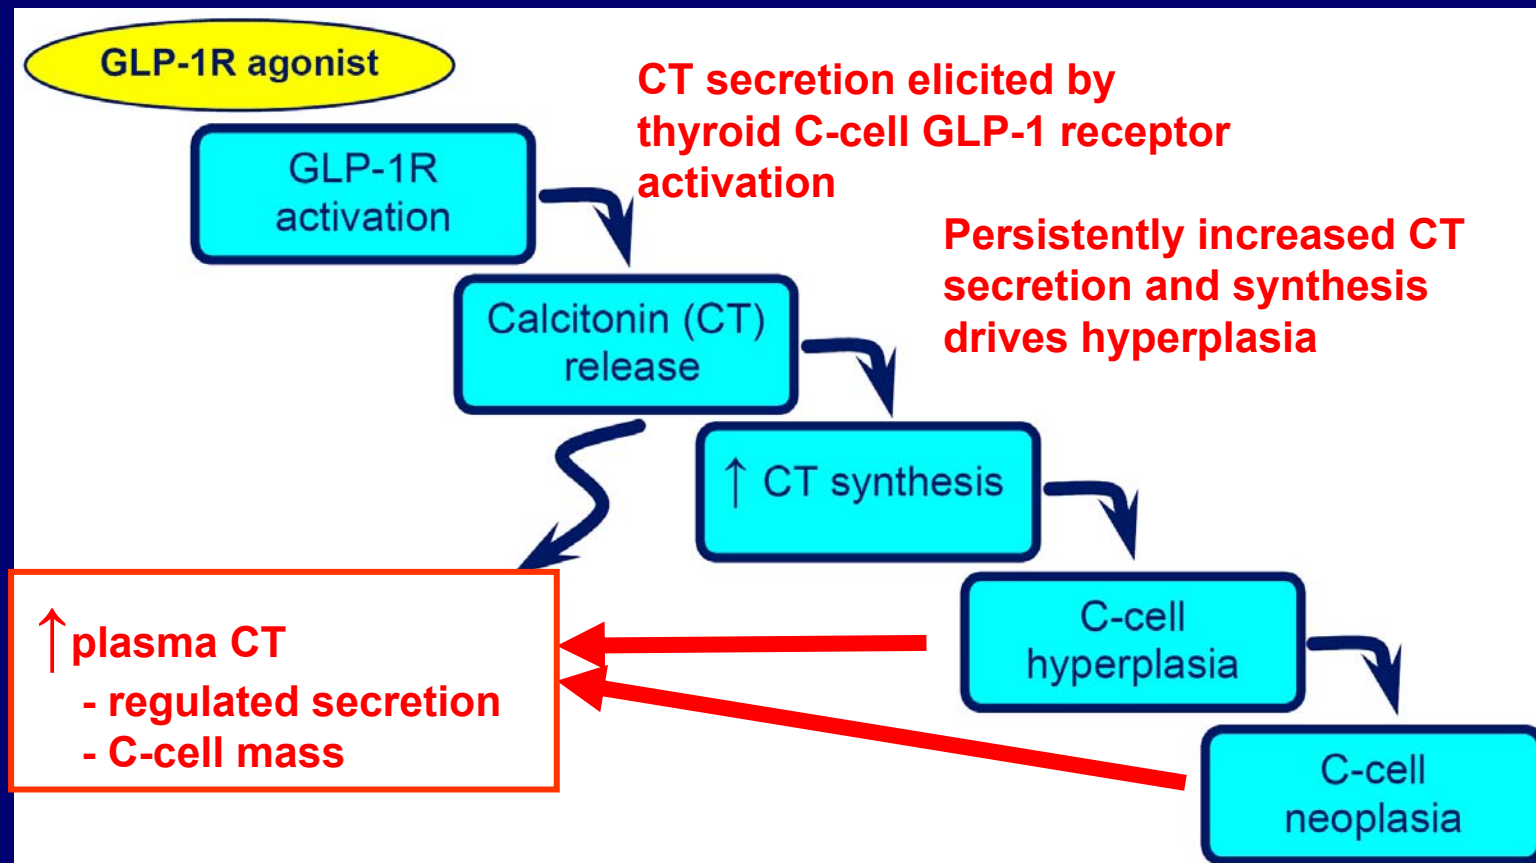 GLP-1R agonist
CT secretion elicited by
thyroid C-cell GLP-1 receptor
activation
GLP-1R
activation
Persistently increased CT
secretion and synthesis
drives hyperplasia
Calcitonin (CT)
release
↑ CT synthesis
C-cell
hyperplasia
↑plasma CT
- regulated secretion
- C-cell mass
C-cell
neoplasia